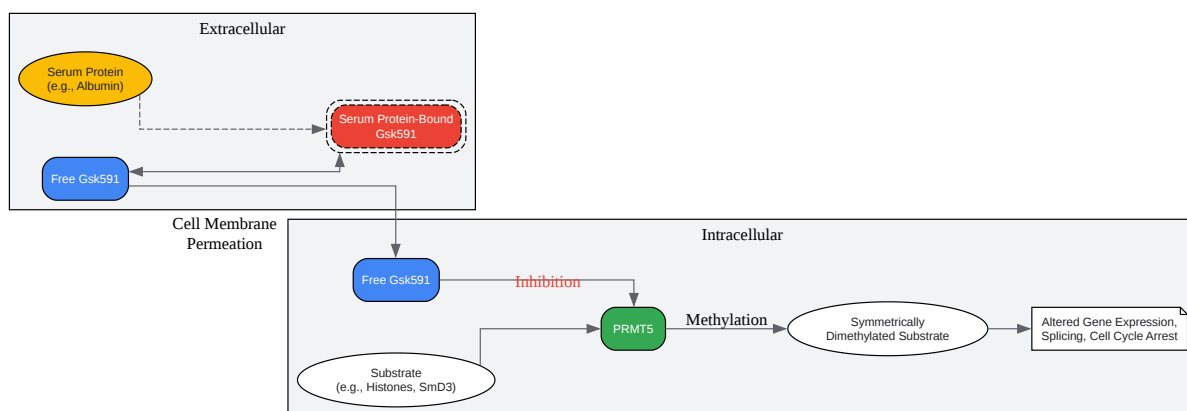 Extracellular
Serum Protein
(e.g., Albumin)
Serum Protein-Bound
Gsk591
Free Gsk591
Cell Membrane
Permeation
Intracellular
Free Gsk591
Inhibition
PRMT5
Methylation
Symmetrically
Dimethylated Substrate
Altered Gene Expression,
Splicing, Cell Cycle Arrest
Substrate
(e.g., Histones, SmD3)